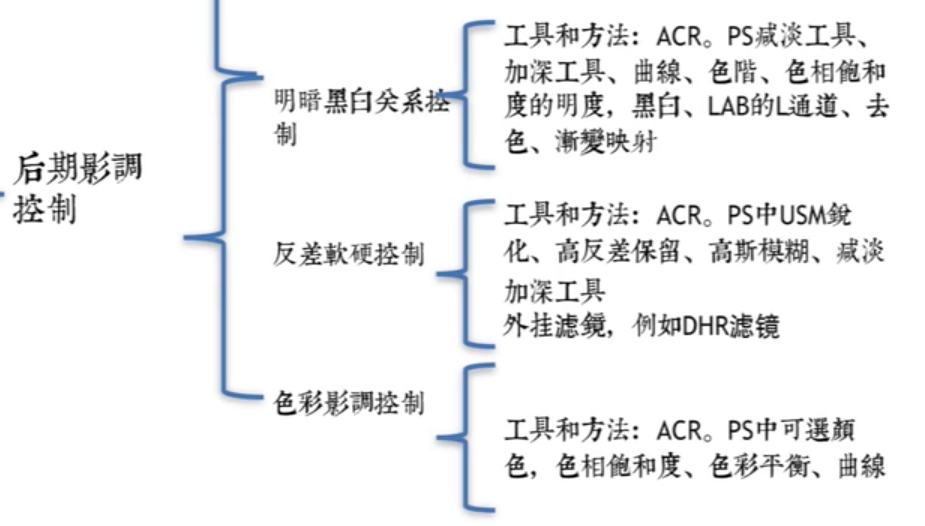 后期影調
控制
明暗黑白关系控
制
工具和方法：ACR。PS减淡工具、
加深工具、曲線、色階、色相飽和
度的明度，黑白、LAB的L通道、去
色、漸變映射
反差軟硬控制
工具和方法：ACR。PS中USM銳
化、高反差保留、高斯模糊、减淡
加深工具
外挂滤鏡，例如DHR滤镜
色彩影調控制
工具和方法：ACR。PS中可選顏
色，色相飽和度、色彩平衡、曲線